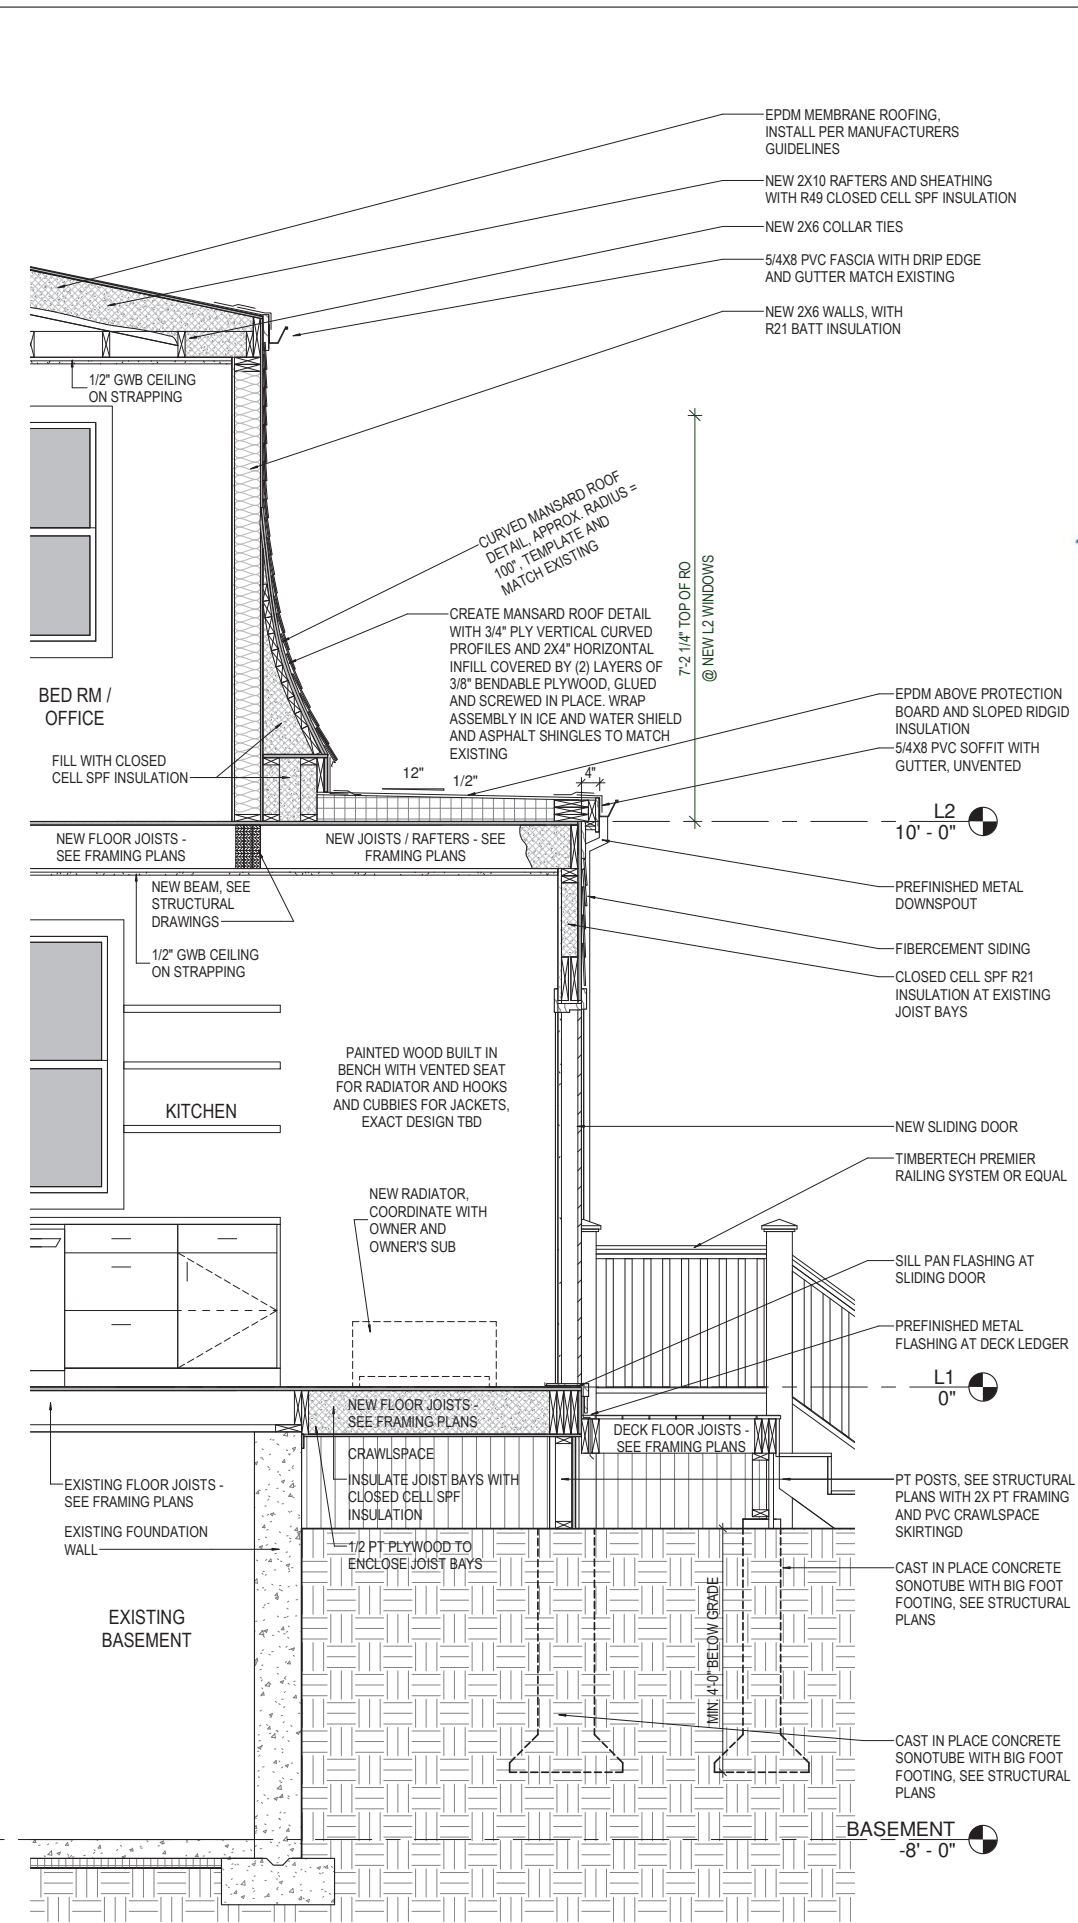 EPDM MEMBRANE ROOFING,
INSTALL PER MANUFACTURERS
GUIDELINES
NEW 2X10 RAFTERS AND SHEATHING
WITH R49 CLOSED CELL SPF INSULATION
NEW 2X6 COLLAR TIES
5/4X8 PVC FASCIA WITH DRIP EDGE
AND GUTTER MATCH EXISTING
NEW 2X6 WALLS, WITH
R21 BATT INSULATION
1/2" GWB CEILING
ON STRAPPING
CURVED MANSARD ROOF
DETAIL, APPROX. RADIUS =
100", TEMPLATE AND
MATCH EXISTING
7'-2 1/4" TOP OF RO
@ NEW L2 WINDOWS
CREATE MANSARD ROOF DETAIL
WITH 3/4" PLY VERTICAL CURVED
PROFILES AND 2X4" HORIZONTAL
INFILL COVERED BY (2) LAYERS OF
3/8" BENDABLE PLYWOOD, GLUED
AND SCREWED IN PLACE. WRAP
ASSEMBLY IN ICE AND WATER SHIELD
AND ASPHALT SHINGLES TO MATCH
EXISTING
BED RM /
OFFICE
EPDM ABOVE PROTECTION
BOARD AND SLOPED RIDGID
INSULATION
5/4X8 PVC SOFFIT WITH
GUTTER, UNVENTED
FILL WITH CLOSED
CELL SPF INSULATION
12"
1/2"
4"
L2
10' - 0"
NEW FLOOR JOISTS -
SEE FRAMING PLANS
NEW JOISTS / RAFTERS - SEE
FRAMING PLANS
NEW BEAM, SEE
STRUCTURAL
DRAWINGS
PREFINISHED METAL
DOWNSPOUT
1/2" GWB CEILING
ON STRAPPING
FIBERCEMENT SIDING
CLOSED CELL SPF R21
INSULATION AT EXISTING
JOIST BAYS
PAINTED WOOD BUILT IN
BENCH WITH VENTED SEAT
FOR RADIATOR AND HOOKS
AND CUBBIES FOR JACKETS,
EXACT DESIGN TBD
KITCHEN
NEW SLIDING DOOR
TIMBERTECH PREMIER
RAILING SYSTEM OR EQUAL
NEW RADIATOR,
COORDINATE WITH
OWNER AND
OWNER'S SUB
SILL PAN FLASHING AT
SLIDING DOOR
PREFINISHED METAL
FLASHING AT DECK LEDGER
L1
0"
NEW FLOOR JOISTS -
SEE FRAMING PLANS
DECK FLOOR JOISTS -
SEE FRAMING PLANS
CRAWLSPACE
INSULATE JOIST BAYS WITH
CLOSED CELL SPF
INSULATION
EXISTING FLOOR JOISTS -
SEE FRAMING PLANS
PT POSTS, SEE STRUCTURAL
PLANS WITH 2X PT FRAMING
AND PVC CRAWLSPACE
SKIRTINGD
EXISTING FOUNDATION
WALL
1/2 PT PLYWOOD TO
ENCLOSE JOIST BAYS
CAST IN PLACE CONCRETE
SONOTUBE WITH BIG FOOT
FOOTING, SEE STRUCTURAL
PLANS
EXISTING
BASEMENT
MIN. 4'-0" BELOW GRADE
CAST IN PLACE CONCRETE
SONOTUBE WITH BIG FOOT
FOOTING, SEE STRUCTURAL
PLANS
BASEMENT
-8' - 0"